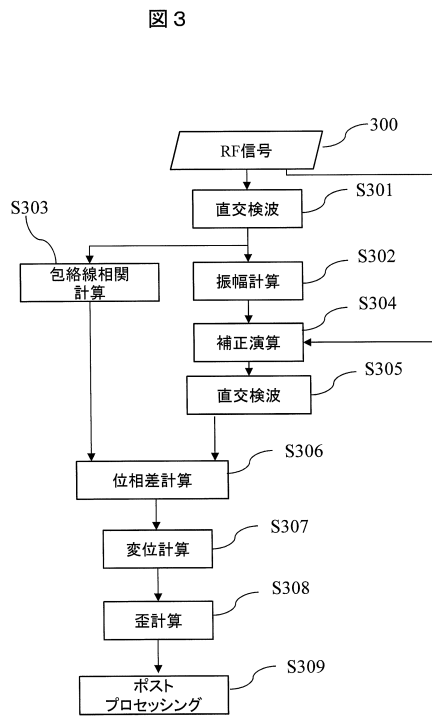 図３
300
RF信号
S301
直交検波
S303
包絡線相関
計算
S302
振幅計算
S304
補正演算
S305
直交検波
S306
位相差計算
S307
変位計算
S308
歪計算
S309
ポスト
プロセッシング